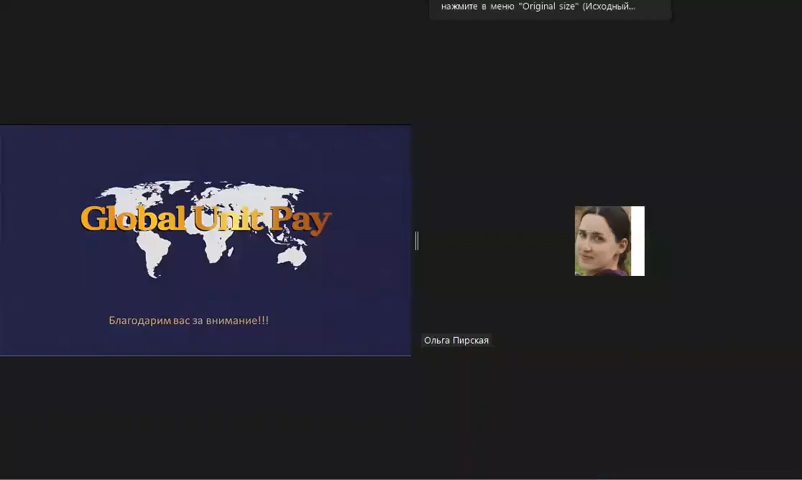 нажмите в меню "Original size" (Исходный...
Global Unit Pay
Благодарим вас за внимание!!!
Ольга Пирская